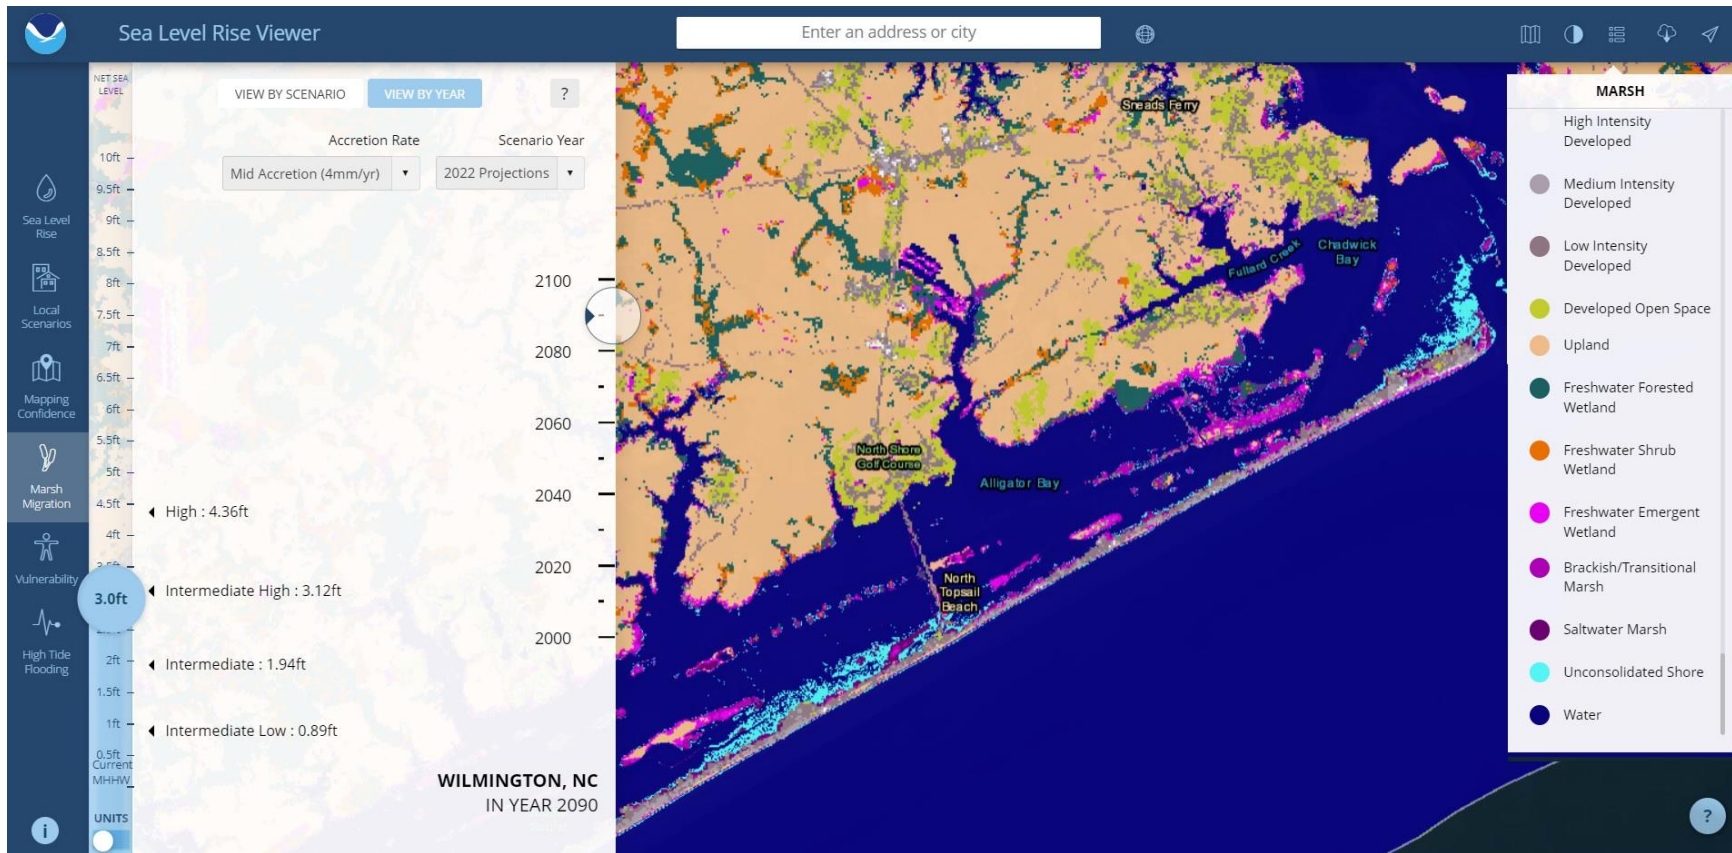 Sea Level Rise Viewer
Enter an address or city
NET SEA
LEVEL
10ft
9.5ft
9ft
8.5ft
8ft
7.5ft
7ft
6.5ft
6ft
5.5ft
5ft
4.5ft
4ft
3.5ft
3.0ft
2ft
1.5ft
1ft
0.5ft
Current
MHHW
UNITS
Sea Level
Rise
Local
Scenarios
Mapping
Confidence
Marsh
Migration
Vulnerability
High Tide
Flooding
i
VIEW BY SCENARIO
VIEW BY YEAR
?
Accretion Rate
Scenario Year
Mid Accretion (4mm/yr)
2022 Projections
2100
2080
2060
2040
2020
2000
High : 4.36ft
Intermediate High : 3.12ft
Intermediate : 1.94ft
Intermediate Low : 0.89ft
WILMINGTON, NC
IN YEAR 2090
Sneads Ferry
Chadwick
Bay
Fullard Creek
North Shore
Golf Course
Alligator Bay
North
Topsail
Beach
MARSH
High Intensity
Developed
Medium Intensity
Developed
Low Intensity
Developed
Developed Open Space
Upland
Freshwater Forested
Wetland
Freshwater Shrub
Wetland
Freshwater Emergent
Wetland
Brackish/Transitional
Marsh
Saltwater Marsh
Unconsolidated Shore
Water
?